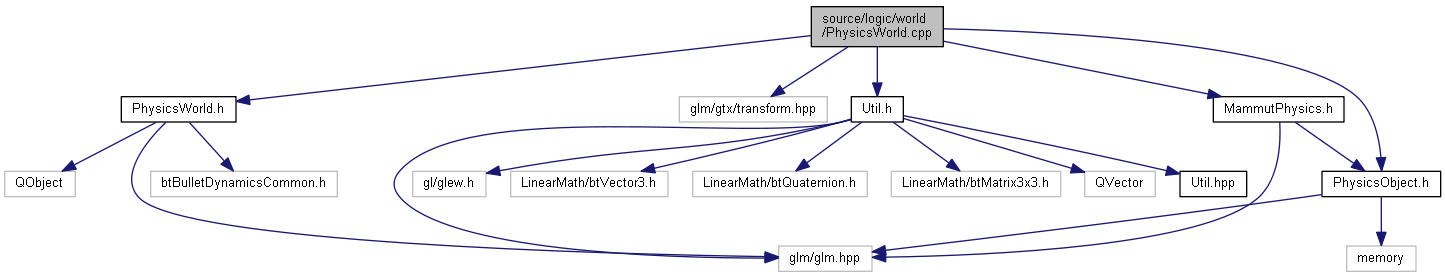 source/logic/world
/PhysicsWorld.cpp
PhysicsWorld.h
glm/gtx/transform.hpp
Util.h
MammutPhysics.h
QObject
btBulletDynamicsCommon.h
gl/glew.h
LinearMath/btVector3.h
LinearMath/btQuaternion.h
LinearMath/btMatrix3x3.h
QVector
Util.hpp
PhysicsObject.h
glm/glm.hpp
memory